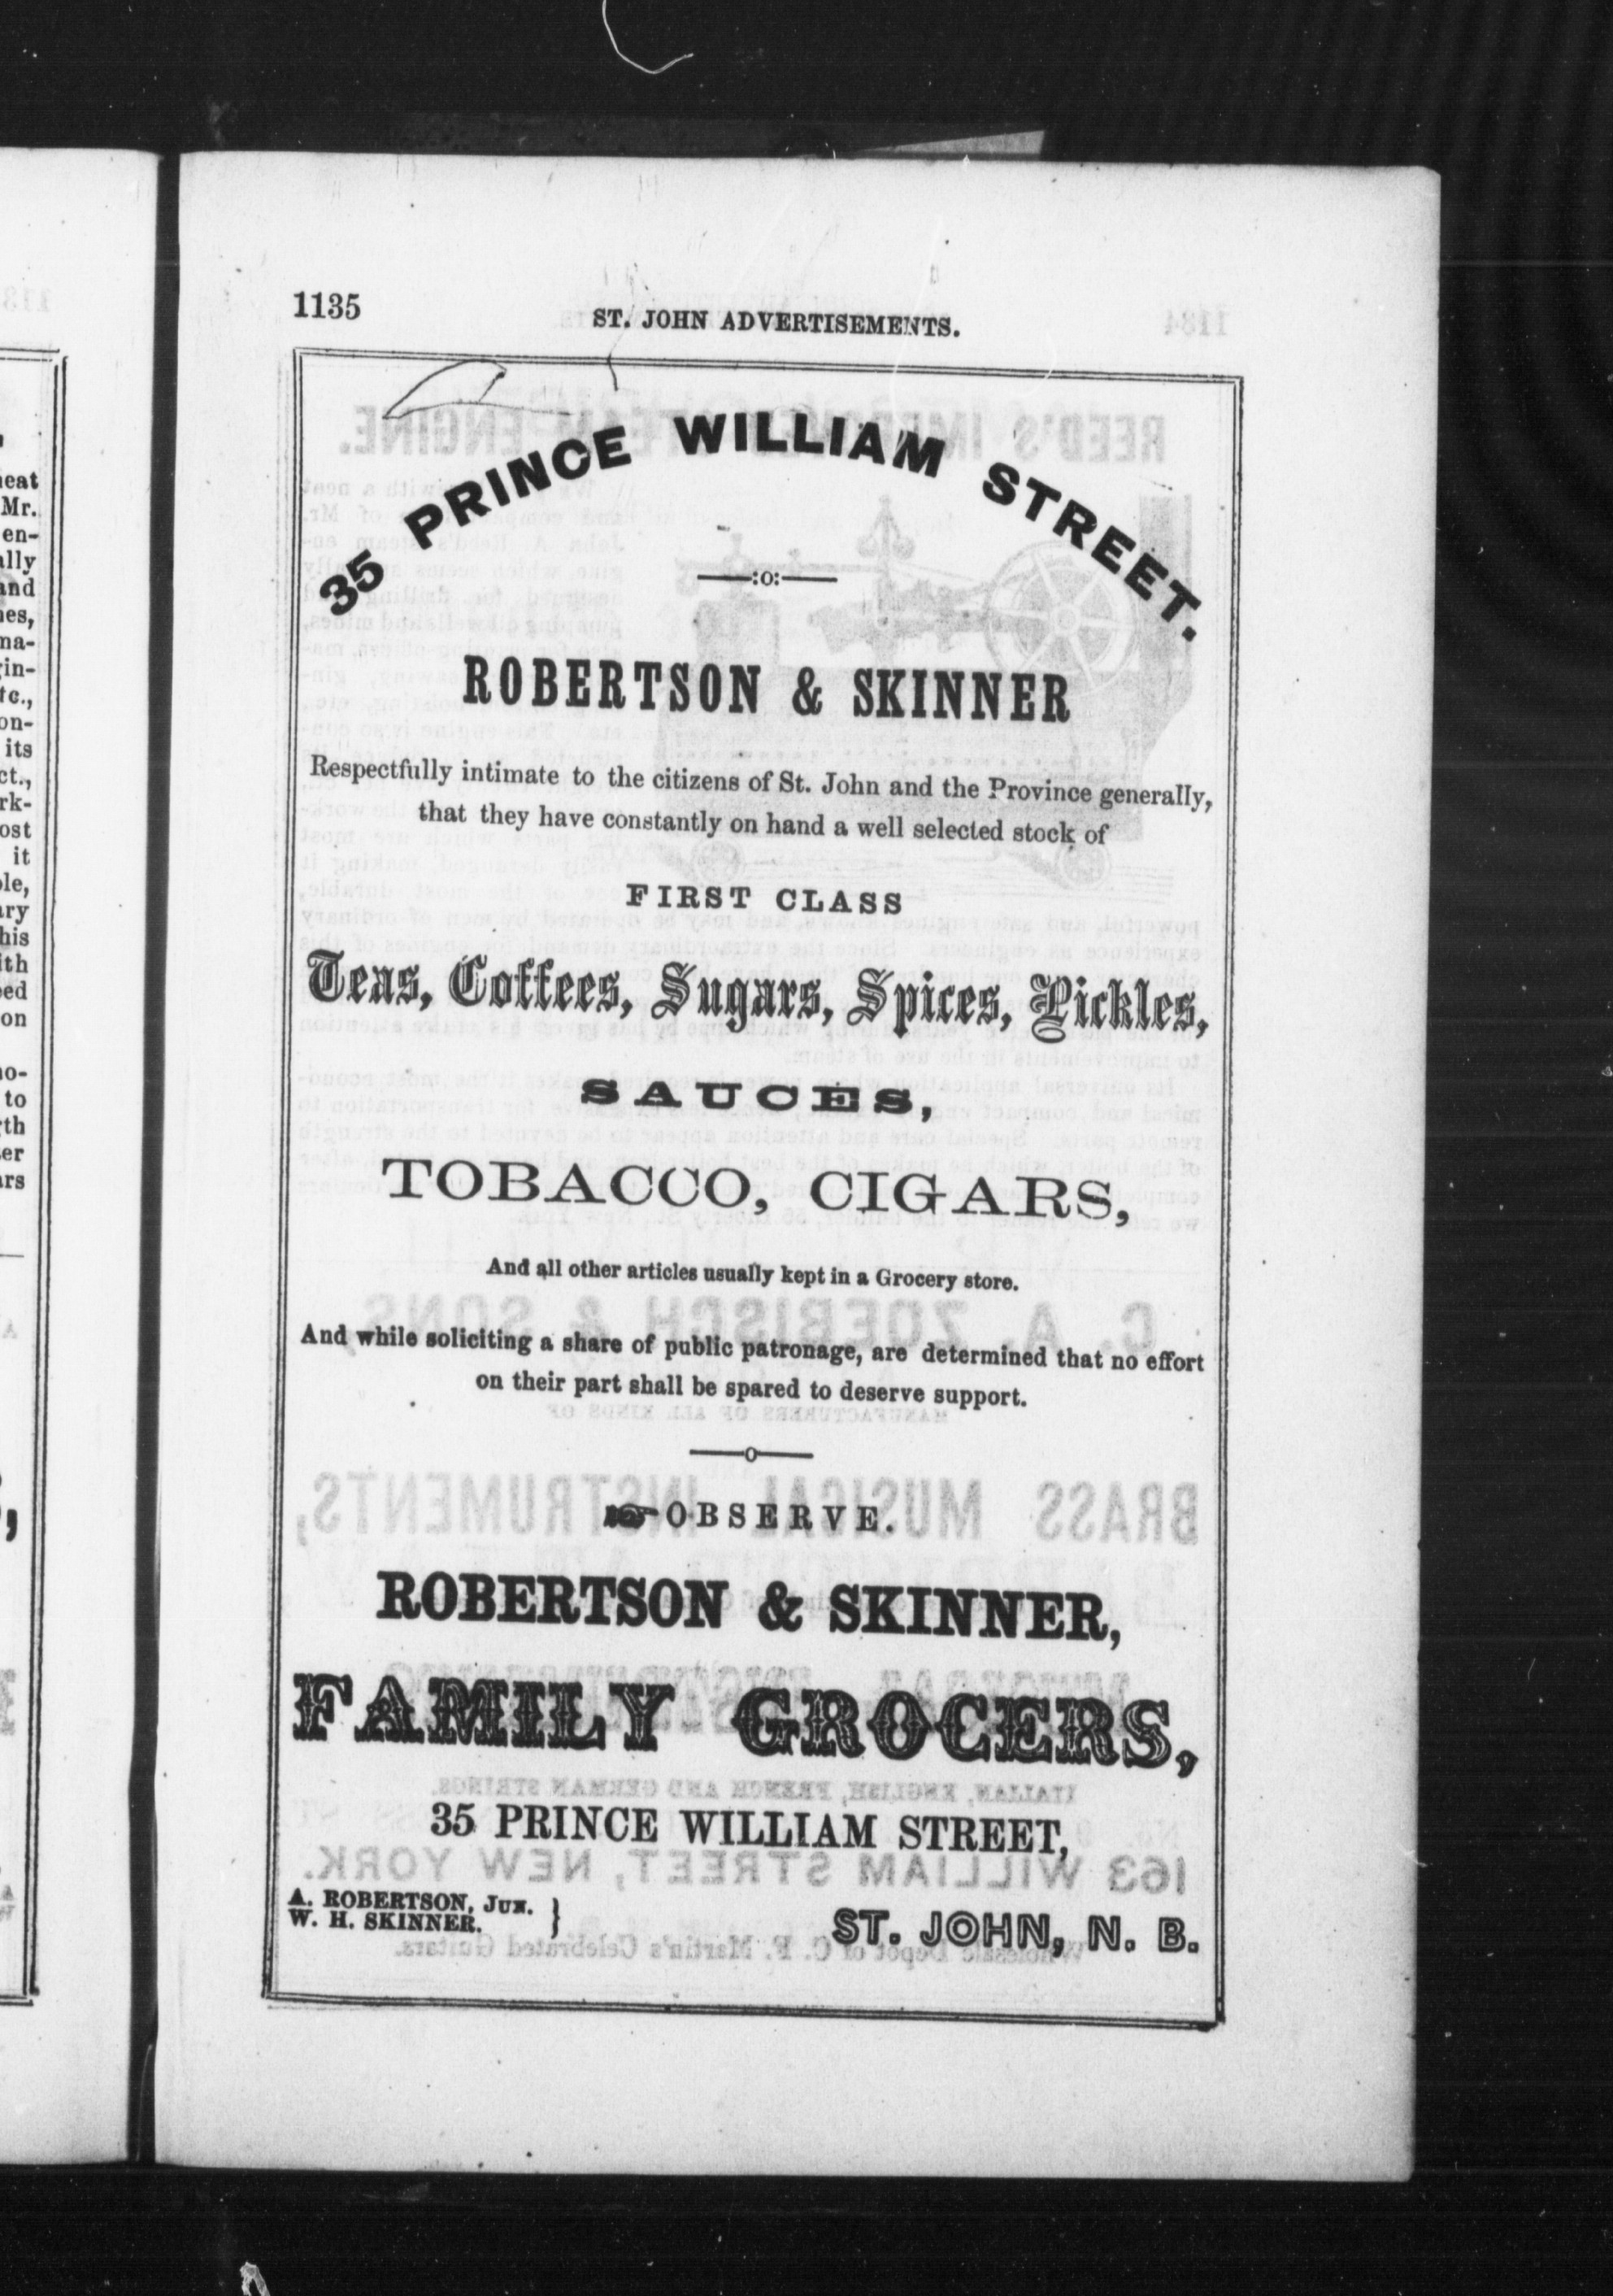 1135
ST. JOHN ADVERTISEMENTS.
35 PRINCE WILLIAM STREET.
:o:
ROBERTSON & SKINNER
Respectfully intimate to the citizens of St. John and the Province generally,
that they have constantly on hand a well selected stock of
FIRST CLASS
Teas, Coffees, Sugars, Spices, Pickles,
SAUCES,
TOBACCO, CIGARS,
And all other articles usually kept in a Grocery store.
And while soliciting a share of public patronage, are determined that no effort
on their part shall be spared to deserve support.
o
☛OBSERVE.
ROBERTSON & SKINNER,
FAMILY GROCERS,
35 PRINCE WILLIAM STREET,
A. ROBERTSON, JUN. }
W. H. SKINNER.
ST. JOHN, N. B.